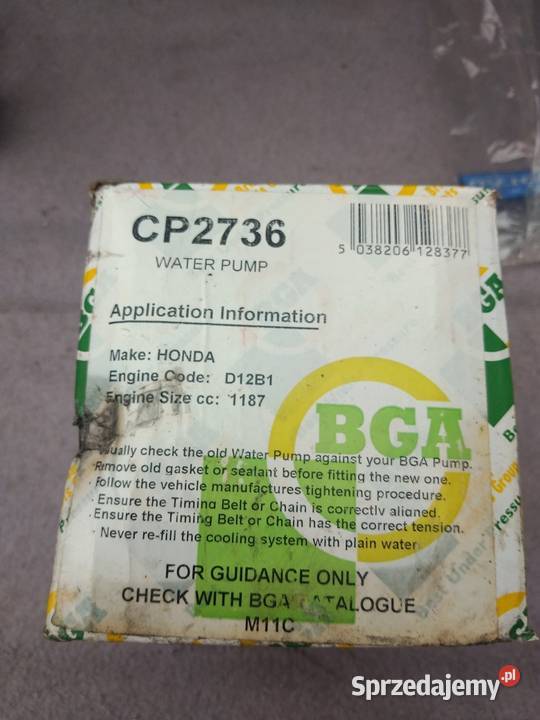 CP2736
WATER PUMP
5 038206 128377
Application Information
Make: HONDA
Engine Code: D12B1
Engine Size cc: 1187
BGA
check the old Water Pump against your BGA Pump.
Remove old gasket or sealant before fitting the new one.
Follow the vehicle manufactures tightening procedure.
Ensure the Timing Belt or Chain is correctly aligned.
Ensure the Timing Belt or Chain has the correct tension.
Never re-fill the cooling system with plain water
FOR GUIDANCE ONLY
CHECK WITH BGA CATALOGUE
M11C
BGA
BGA
Sprzedajemy.pl